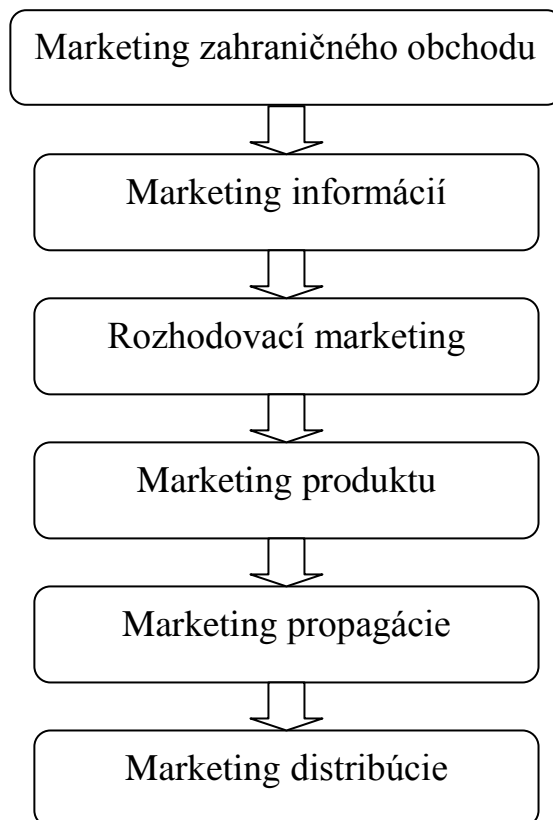 Marketing zahraničného obchodu
Marketing informácií
Rozhodovací marketing
Marketing produktu
Marketing propagácie
Marketing distribúcie